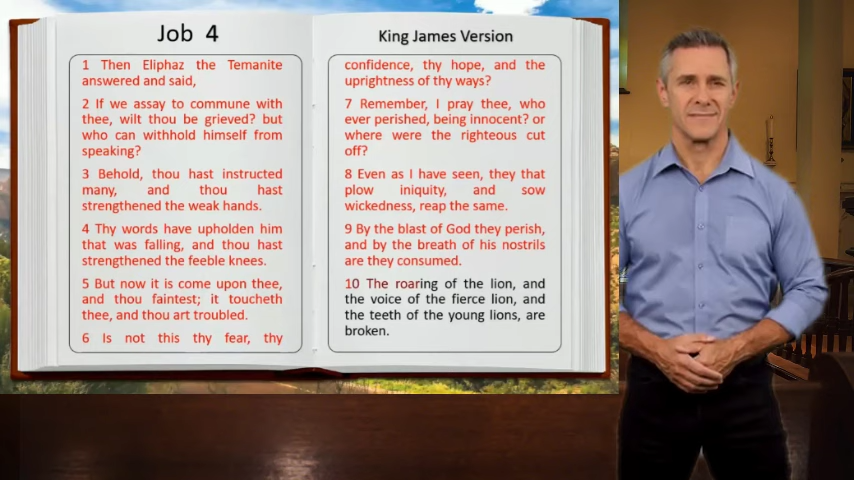 Job 4
1 Then Eliphaz the Temanite
answered and said,
2 If we assay to commune with
thee, wilt thou be grieved? but
who can withhold himself from
speaking?
3 Behold, thou hast instructed
many, and thou hast
strengthened the weak hands.
4 Thy words have upholden him
that was falling, and thou hast
strengthened the feeble knees.
5 But now it is come upon thee,
and thou faintest; it toucheth
thee, and thou art troubled.
6 Is not this thy fear, thy
King James Version
confidence, thy hope, and the
uprightness of thy ways?
7 Remember, I pray thee, who
ever perished, being innocent? or
where were the righteous cut
off?
8 Even as I have seen, they that
plow iniquity, and sow
wickedness, reap the same.
9 By the blast of God they perish,
and by the breath of his nostrils
are they consumed.
10 The roaring of the lion, and
the voice of the fierce lion, and
the teeth of the young lions, are
broken.